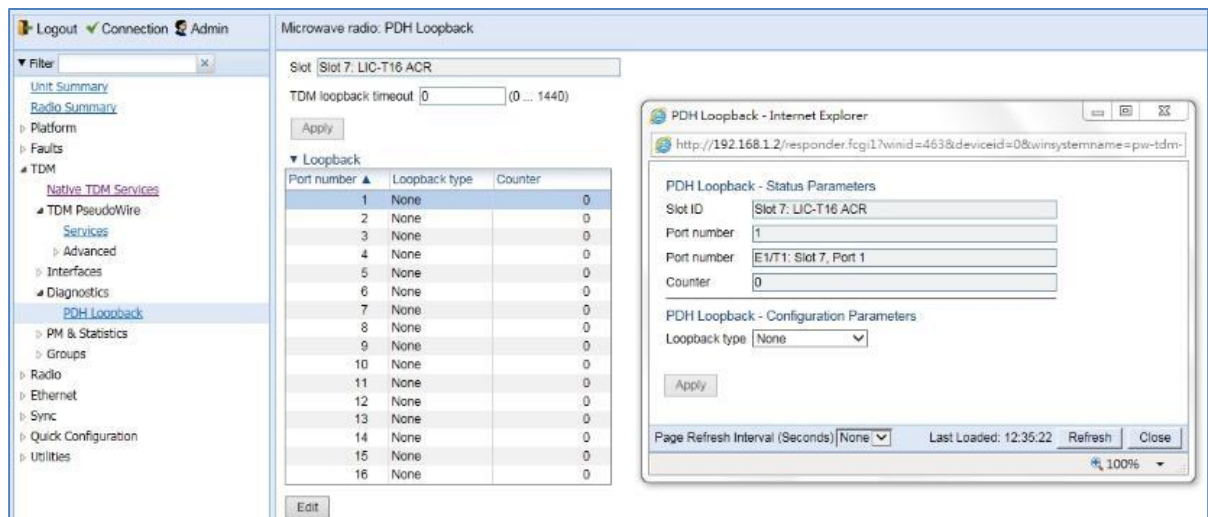 Logout Connection Admin
Filter
Unit Summary
Radio Summary
Platform
Faults
TDM
Native TDM Services
TDM PseudoWire
Services
Advanced
Interfaces
Diagnostics
PDH Loopback
PM & Statistics
Groups
Radio
Ethernet
Sync
Quick Configuration
Utilities
Microwave radio: PDH Loopback
Slot Slot 7: LIC-T16 ACR
TDM loopback timeout 0 (0 ... 1440)
Apply
Loopback
Port number Loopback type Counter
1 None 0
2 None 0
3 None 0
4 None 0
5 None 0
6 None 0
7 None 0
8 None 0
9 None 0
10 None 0
11 None 0
12 None 0
13 None 0
14 None 0
15 None 0
16 None 0
Edit
PDH Loopback - Internet Explorer
http://192.168.1.2/responder.fcgi1?winid=463&deviceid=0&winsystemname=pw-tdm-
PDH Loopback - Status Parameters
Slot ID Slot 7: LIC-T16 ACR
Port number 1
Port number E1/T1: Slot 7, Port 1
Counter 0
PDH Loopback - Configuration Parameters
Loopback type None
Apply
Page Refresh Interval (Seconds) None Last Loaded: 12:35:22 Refresh Close
100%